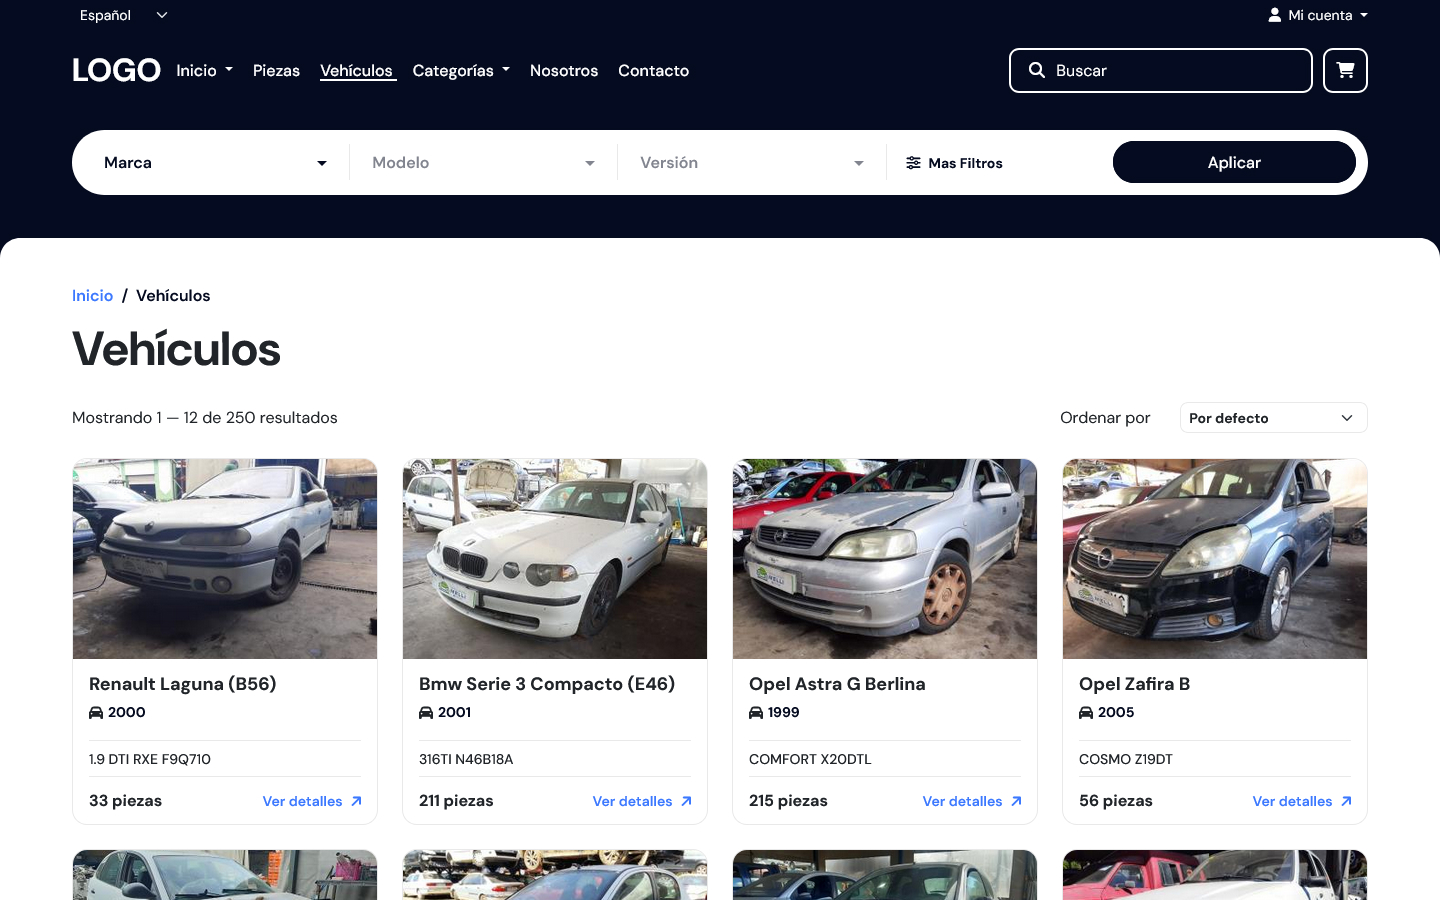 Español
Mi cuenta
LOGO Inicio Piezas Vehículos Categorías Nosotros Contacto Buscar
Marca Modelo Versión Mas Filtros Aplicar
Inicio / Vehículos
Vehículos
Mostrando 1 — 12 de 250 resultados
Ordenar por Por defecto
Renault Laguna (B56)
2000
1.9 DTI RXE F9Q710
33 piezas Ver detalles
Bmw Serie 3 Compacto (E46)
2001
316TI N46B18A
211 piezas Ver detalles
Opel Astra G Berlina
1999
COMFORT X20DTL
215 piezas Ver detalles
Opel Zafira B
2005
COSMO Z19DT
56 piezas Ver detalles